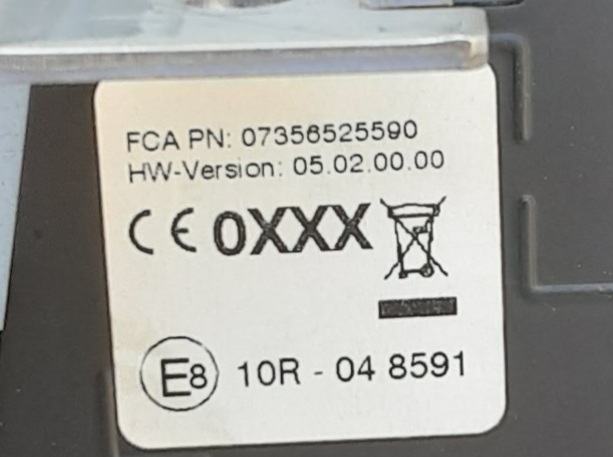 FCA PN: 07356525590
HW-Version: 05.02.00.00
CE 0XXX
E8 10R - 04 8591